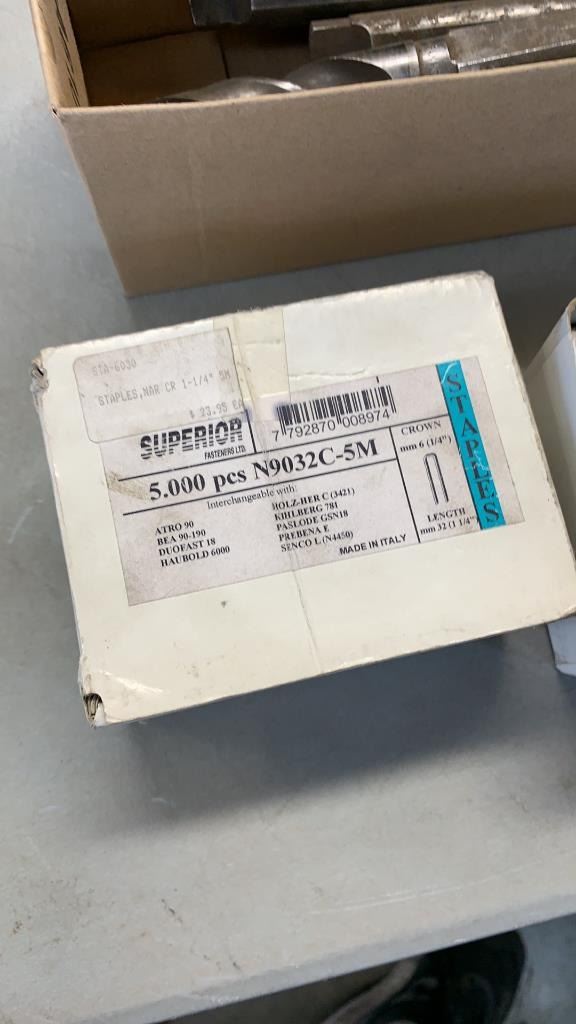 STA-6030
STAPLES,NAR CR 1-1/4" 5M
$ 23.95 EA
SUPERIOR
FASTENERS LTD.
7 792870 008974
5.000 pcs N9032C-5M
Interchangeable with:
ATRO 90
BEA 90-190
DUOFAST 18
HAUBOLD 6000
HOLZ-HER C (3421)
KIHLBERG 781
PASLODE GSN18
PREBENA E
SENCO L (N4450)
MADE IN ITALY
CROWN
mm 6 (1/4")
LENGTH
mm 32 (1 1/4")
STAPLES